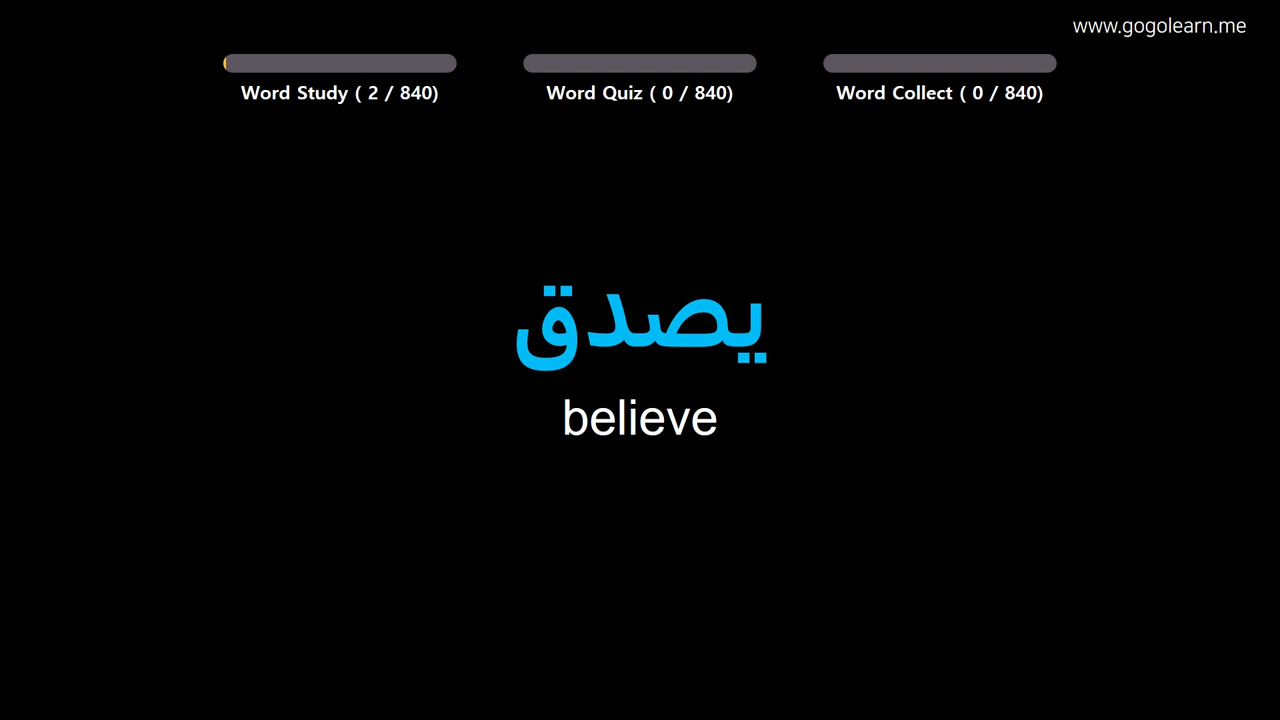 www.gogolearn.me
Word Study ( 2 / 840)
Word Quiz ( 0 / 840)
Word Collect ( 0 / 840)
يصدق
believe